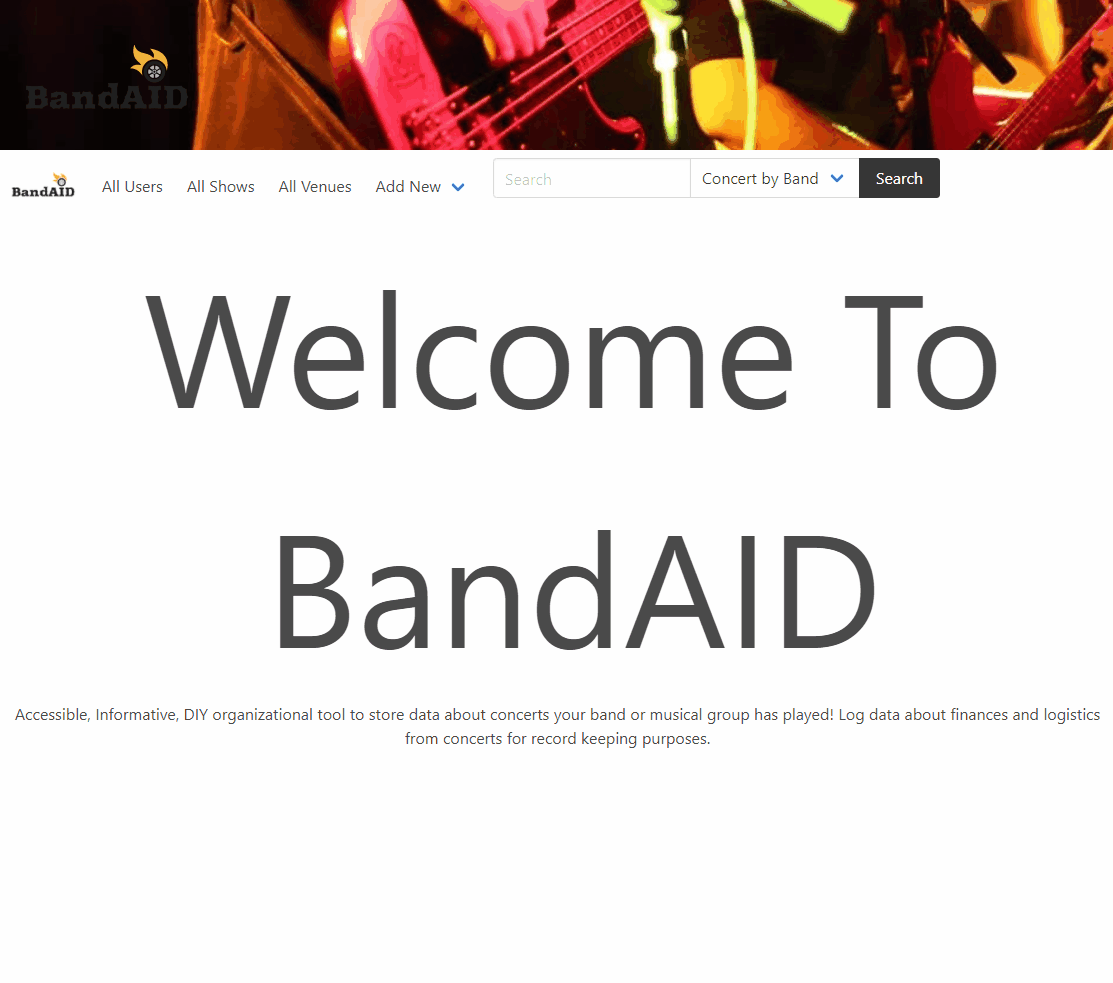 BandAID
BandAID All Users All Shows All Venues Add New Search Concert by Band Search
Welcome To
BandAID
Accessible, Informative, DIY organizational tool to store data about concerts your band or musical group has played! Log data about finances and logistics
from concerts for record keeping purposes.